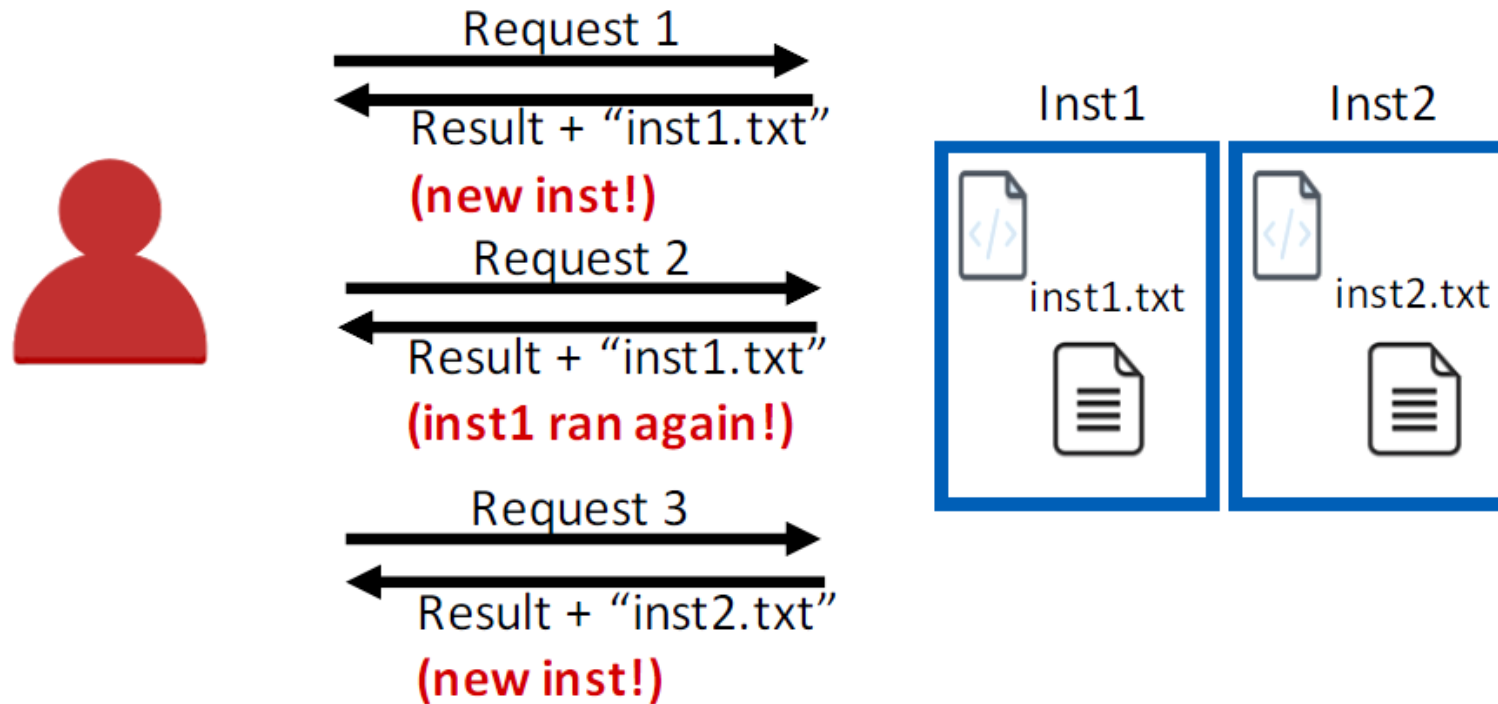 Request 1
Result + “inst1.txt”
(new inst!)
Request 2
Result + “inst1.txt”
(inst1 ran again!)
Request 3
Result + “inst2.txt”
(new inst!)
Inst1
Inst2
</>
inst1.txt
</>
inst2.txt